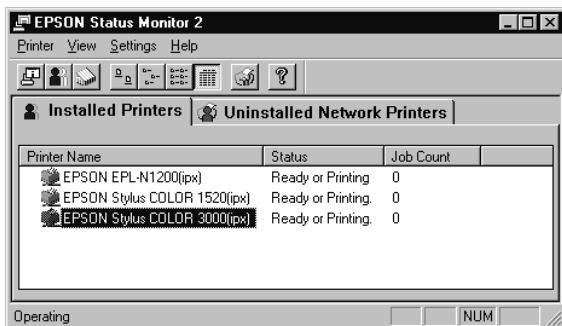 EPSON Status Monitor 2
Printer View Settings Help
Installed Printers Uninstalled Network Printers
Printer Name Status Job Count
EPSON EPL-N1200(ipx) Ready or Printing 0
EPSON Stylus COLOR 1520(ipx) Ready or Printing. 0
EPSON Stylus COLOR 3000(ipx) Ready or Printing. 0
Operating NUM